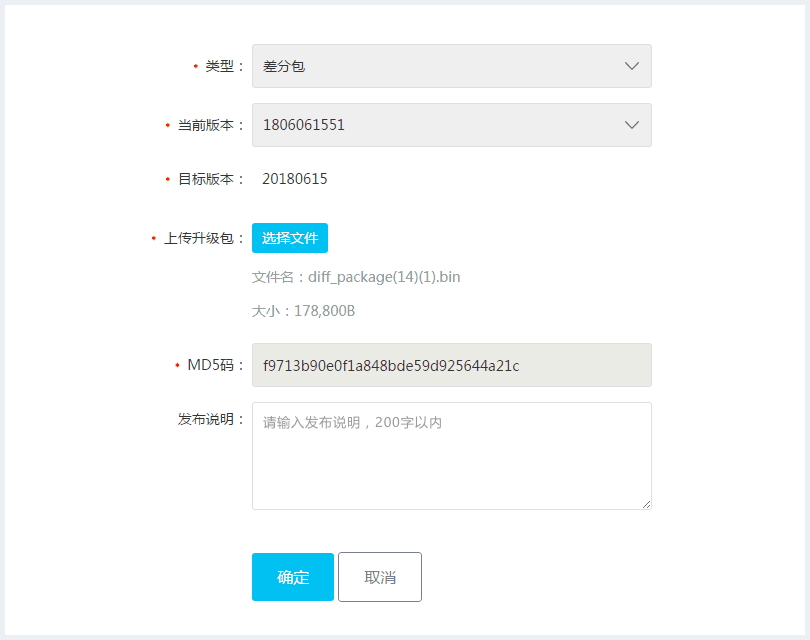 • 类型： 差分包
• 当前版本： 1806061551
• 目标版本： 20180615
• 上传升级包： 选择文件
文件名：diff_package(14)(1).bin
大小：178,800B
• MD5码： f9713b90e0f1a848bde59d925644a21c
发布说明： 请输入发布说明，200字以内
确定 取消